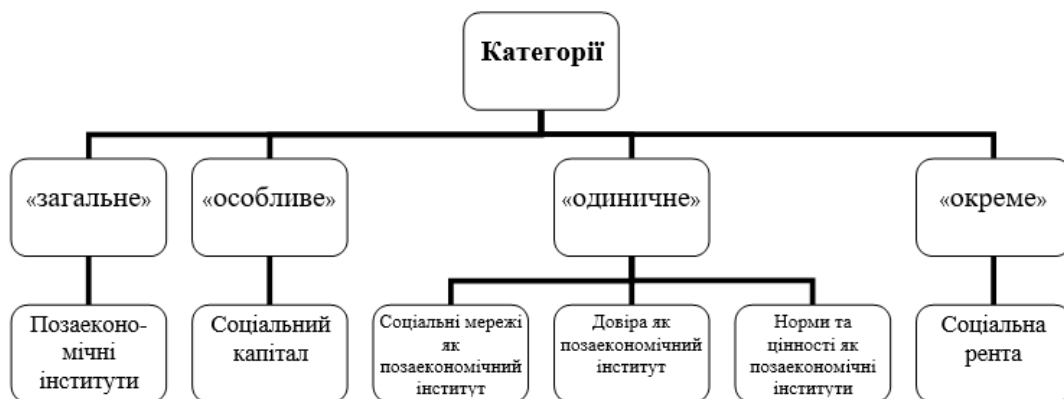 Категорії
«загальне»
«особливе»
«одиничне»
«окреме»
Позаеконо-
мічні
інститути
Соціальний
капітал
Соціальні мережі
як
позаекономічний
інститут
Довіра як
позаекономічний
інститут
Норми та
цінності як
позаекономічні
інститути
Соціальна
рента